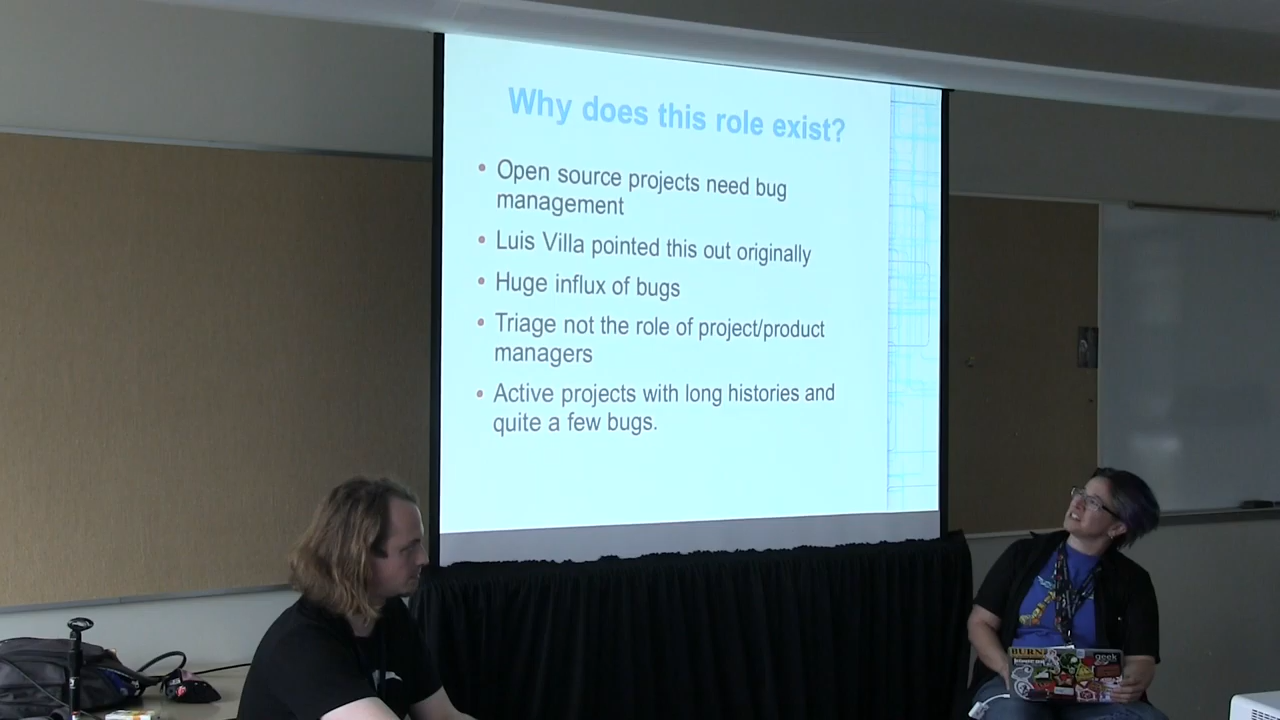 Why does this role exist?
• Open source projects need bug
management
• Luis Villa pointed this out originally
• Huge influx of bugs
• Triage not the role of project/product
managers
• Active projects with long histories and
quite a few bugs.
BURN
geek